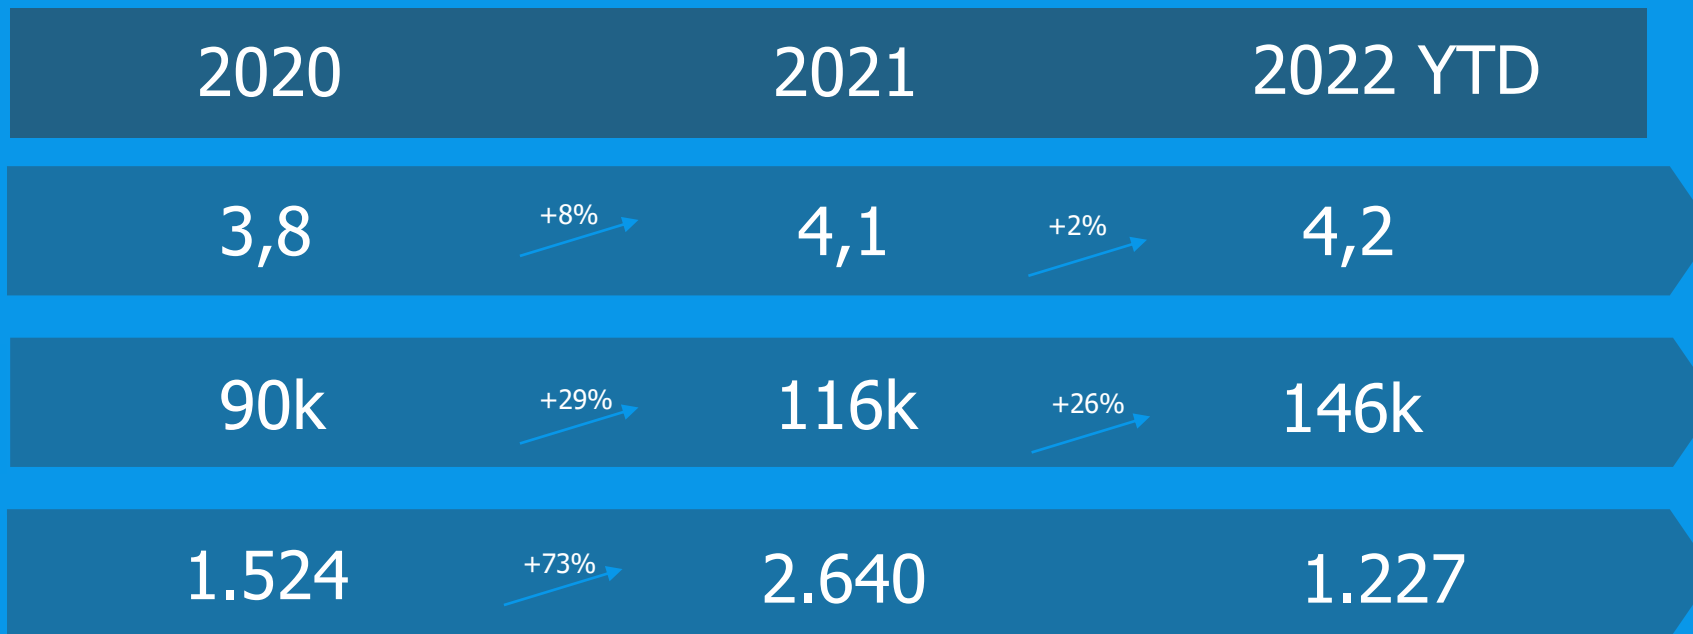 2020 2021 2022 YTD
3,8 +8% 4,1 +2% 4,2
90k +29% 116k +26% 146k
1.524 +73% 2.640 1.227